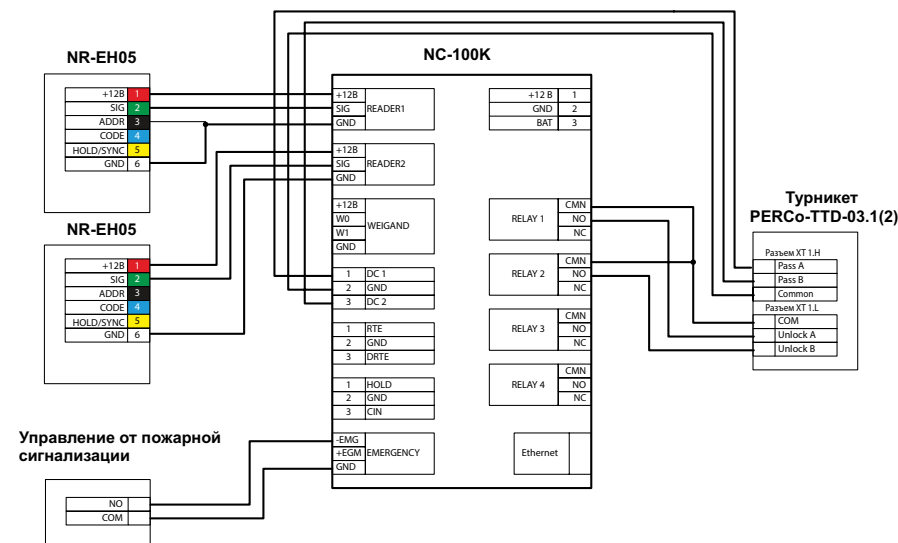 NR-EH05
+12В 1
SIG 2
ADDR 3
CODE 4
HOLD/SYNC 5
GND 6
NR-EH05
+12В 1
SIG 2
ADDR 3
CODE 4
HOLD/SYNC 5
GND 6
Управление от пожарной
сигнализации
NO
COM
NC-100K
+12В
SIG READER1
GND
+12В
SIG READER2
GND
+12В
W0
WEIGAND
W1
GND
1 DC 1
2 GND
3 DC 2
1 RTE
2 GND
3 DRTE
1 HOLD
2 GND
3 CIN
-EMG
+EGM EMERGENCY
GND
+12 В 1
GND 2
BAT 3
CMN
RELAY 1 NO
NC
CMN
RELAY 2 NO
NC
CMN
RELAY 3 NO
NC
CMN
RELAY 4 NO
NC
Ethernet
Турникет
PERCo-TTD-03.1(2)
Разъем XT 1.H
Pass A
Pass B
Common
Разъем XT 1.L
COM
Unlock A
Unlock B